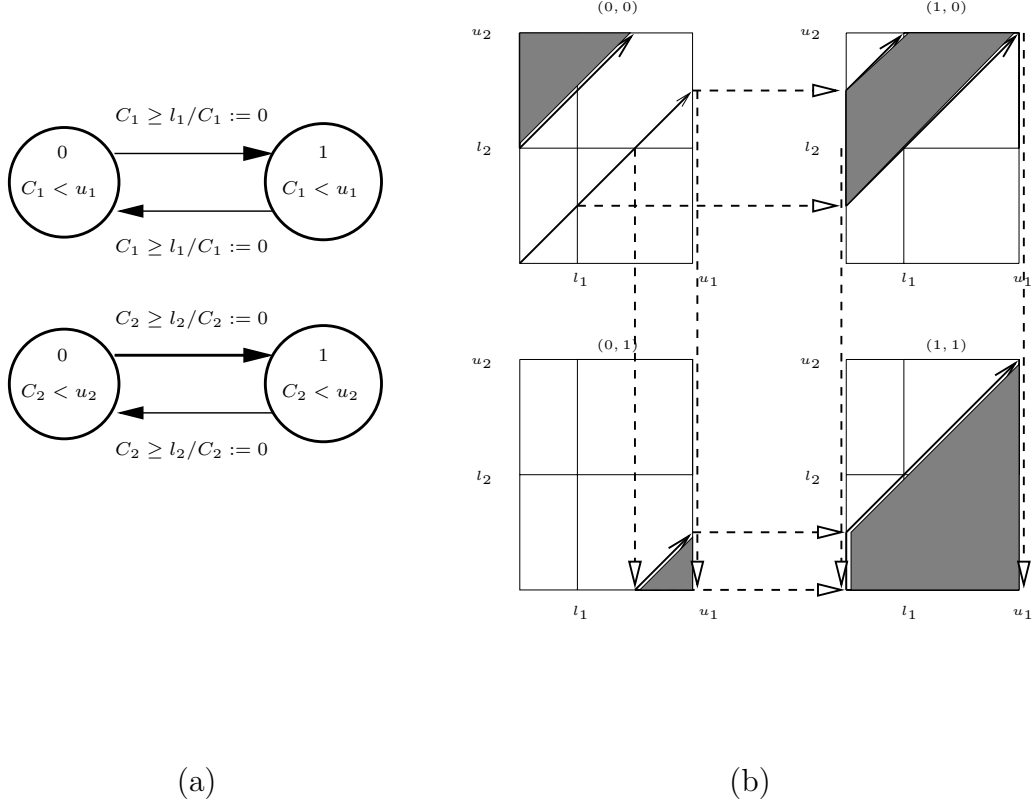 C₁ ≥ l₁/C₁ := 0
0
1
C₁ < u₁
C₁ < u₁
C₁ ≥ l₁/C₁ := 0
C₂ ≥ l₂/C₂ := 0
0
1
C₂ < u₂
C₂ < u₂
C₂ ≥ l₂/C₂ := 0
(a)
(0, 0)
u₂
l₂
l₁
u₁
(1, 0)
u₂
l₂
l₁
u₁
(0, 1)
u₂
l₂
l₁
u₁
(1, 1)
u₂
l₂
l₁
u₁
(b)